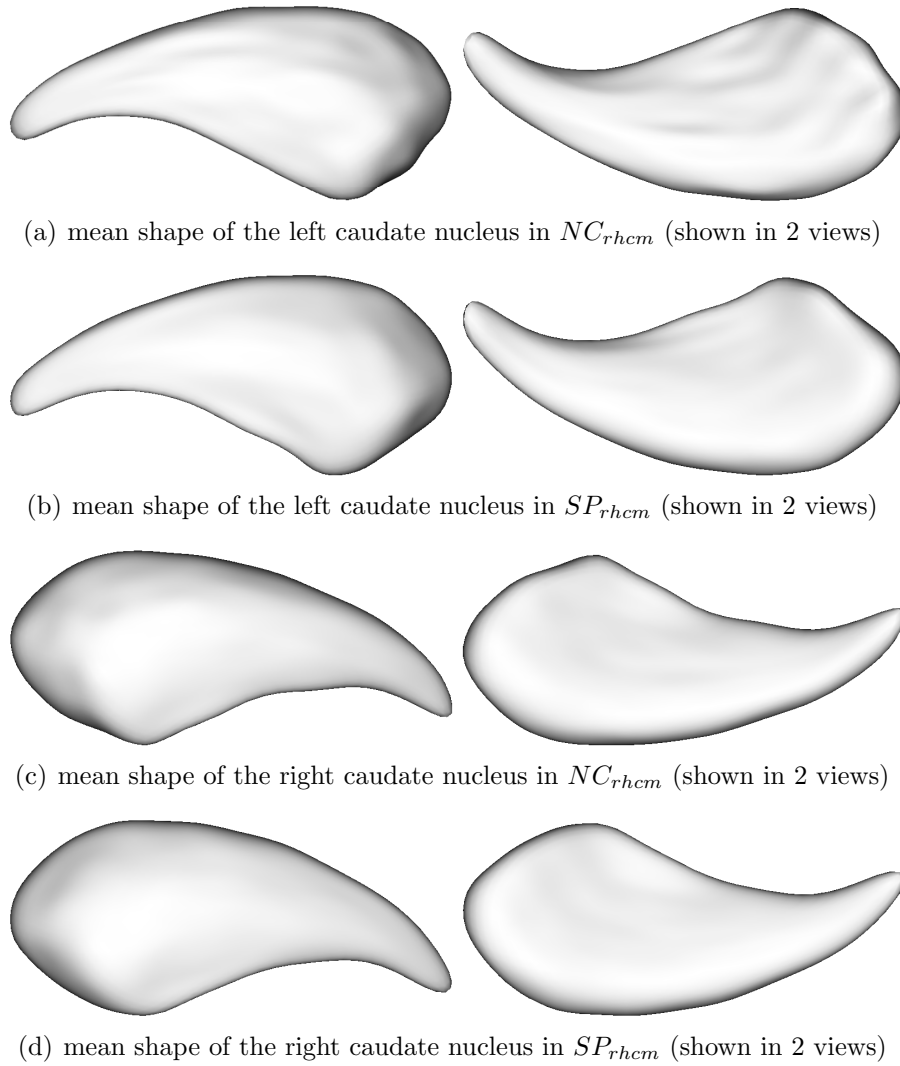 (a) mean shape of the left caudate nucleus in NC_rhcm (shown in 2 views)
(b) mean shape of the left caudate nucleus in SP_rhcm (shown in 2 views)
(c) mean shape of the right caudate nucleus in NC_rhcm (shown in 2 views)
(d) mean shape of the right caudate nucleus in SP_rhcm (shown in 2 views)